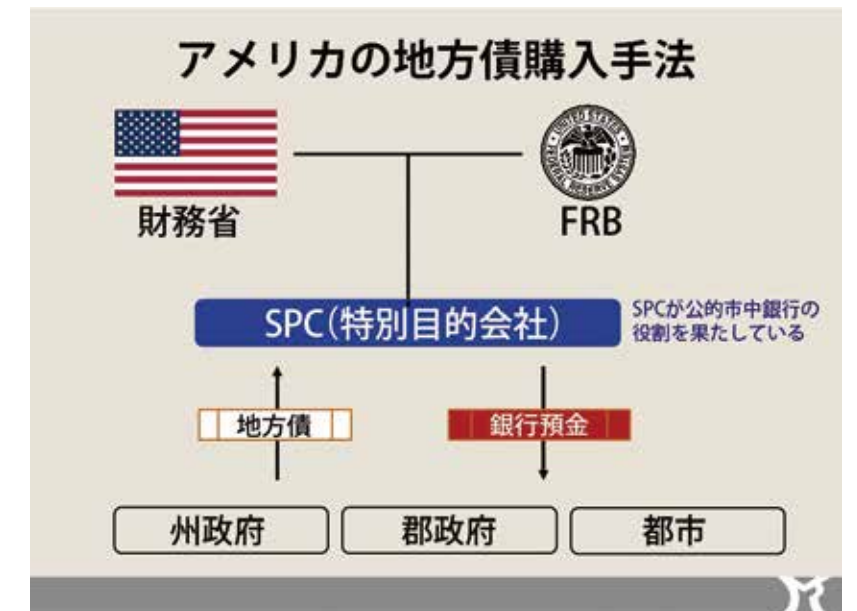 アメリカの地方債購入手法
財務省
FRB
SPC(特別目的会社)
SPCが公的市中銀行の
役割を果たしている
地方債
銀行預金
州政府
郡政府
都市